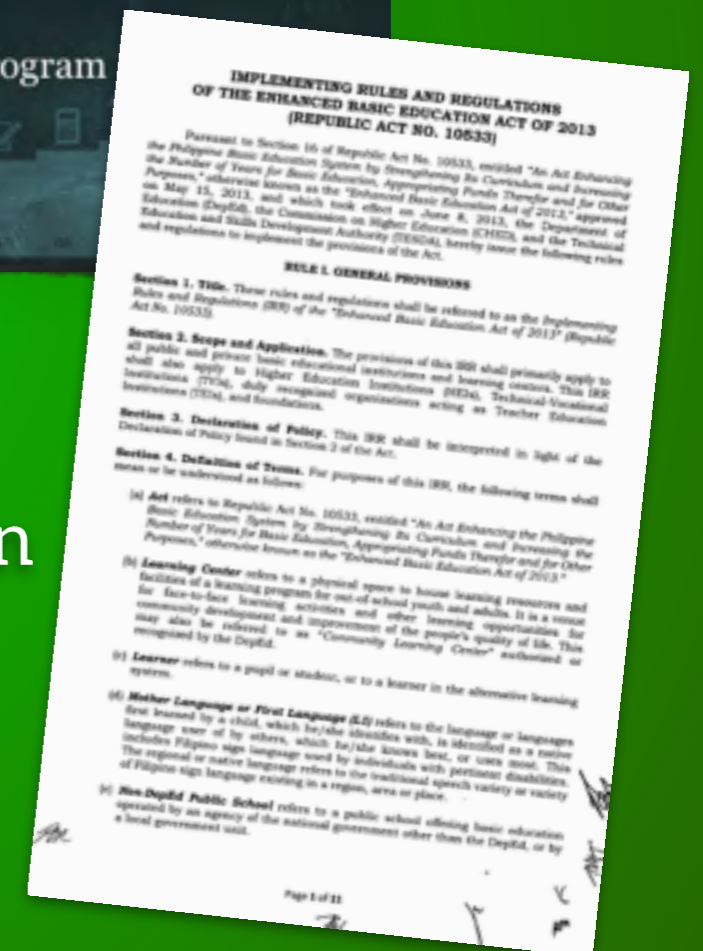 ogram
n
IMPLEMENTING RULES AND REGULATIONS
OF THE ENHANCED BASIC EDUCATION ACT OF 2013
(REPUBLIC ACT NO. 10533)
Pursuant to Section 16 of Republic Act No. 10533, entitled "An Act Enhancing
the Philippine Basic Education System by Strengthening Its Curriculum and Increasing
the Number of Years for Basic Education, Appropriating Funds Therefor and for Other
Purposes," otherwise known as the "Enhanced Basic Education Act of 2013," approved
on May 15, 2013, and which took effect on June 8, 2013, the Department of
Education (DepEd), the Commission on Higher Education (CHED), and the Technical
Education and Skills Development Authority (TESDA), hereby issue the following rules
and regulations to implement the provisions of the Act.
RULE I. GENERAL PROVISIONS
Section 1. Title. These rules and regulations shall be referred to as the Implementing
Rules and Regulations (IRR) of the "Enhanced Basic Education Act of 2013" (Republic
Act No. 10533).
Section 2. Scope and Application. The provisions of this IRR shall primarily apply to
all public and private basic educational institutions and learning centers. This IRR
shall also apply to Higher Education Institutions (HEIs), Technical-Vocational
Institutions (TVIs), duly recognized organizations acting as Teacher Education
Institutions (TEIs), and foundations.
Section 3. Declaration of Policy. This IRR shall be interpreted in light of the
Declaration of Policy found in Section 2 of the Act.
Section 4. Definition of Terms. For purposes of this IRR, the following terms shall
mean or be understood as follows:
(a) Act refers to Republic Act No. 10533, entitled "An Act Enhancing the Philippine
Basic Education System by Strengthening Its Curriculum and Increasing the
Number of Years for Basic Education, Appropriating Funds Therefor and for Other
Purposes," otherwise known as the "Enhanced Basic Education Act of 2013."
(b) Learning Center refers to a physical space to house learning resources and
facilities of a learning program for out-of-school youth and adults. It is a venue
for face-to-face learning activities and other learning opportunities for
community development and improvement of the people's quality of life. This
may also be referred to as "Community Learning Center" authorized or
recognized by the DepEd.
(c) Learner refers to a pupil or student, or to a learner in the alternative learning
system.
(d) Mother Language or First Language (L1) refers to the language or languages
first learned by a child, which he/she identifies with, is identified as a native
language user of by others, which he/she knows best, or uses most. This
includes Filipino sign language used by individuals with pertinent disabilities.
The regional or native language refers to the traditional speech variety or variety
of Filipino sign language existing in a region, area or place.
(e) Non-DepEd Public School refers to a public school offering basic education
operated by an agency of the national government other than the DepEd, or by
a local government unit.
Page 1 of 21